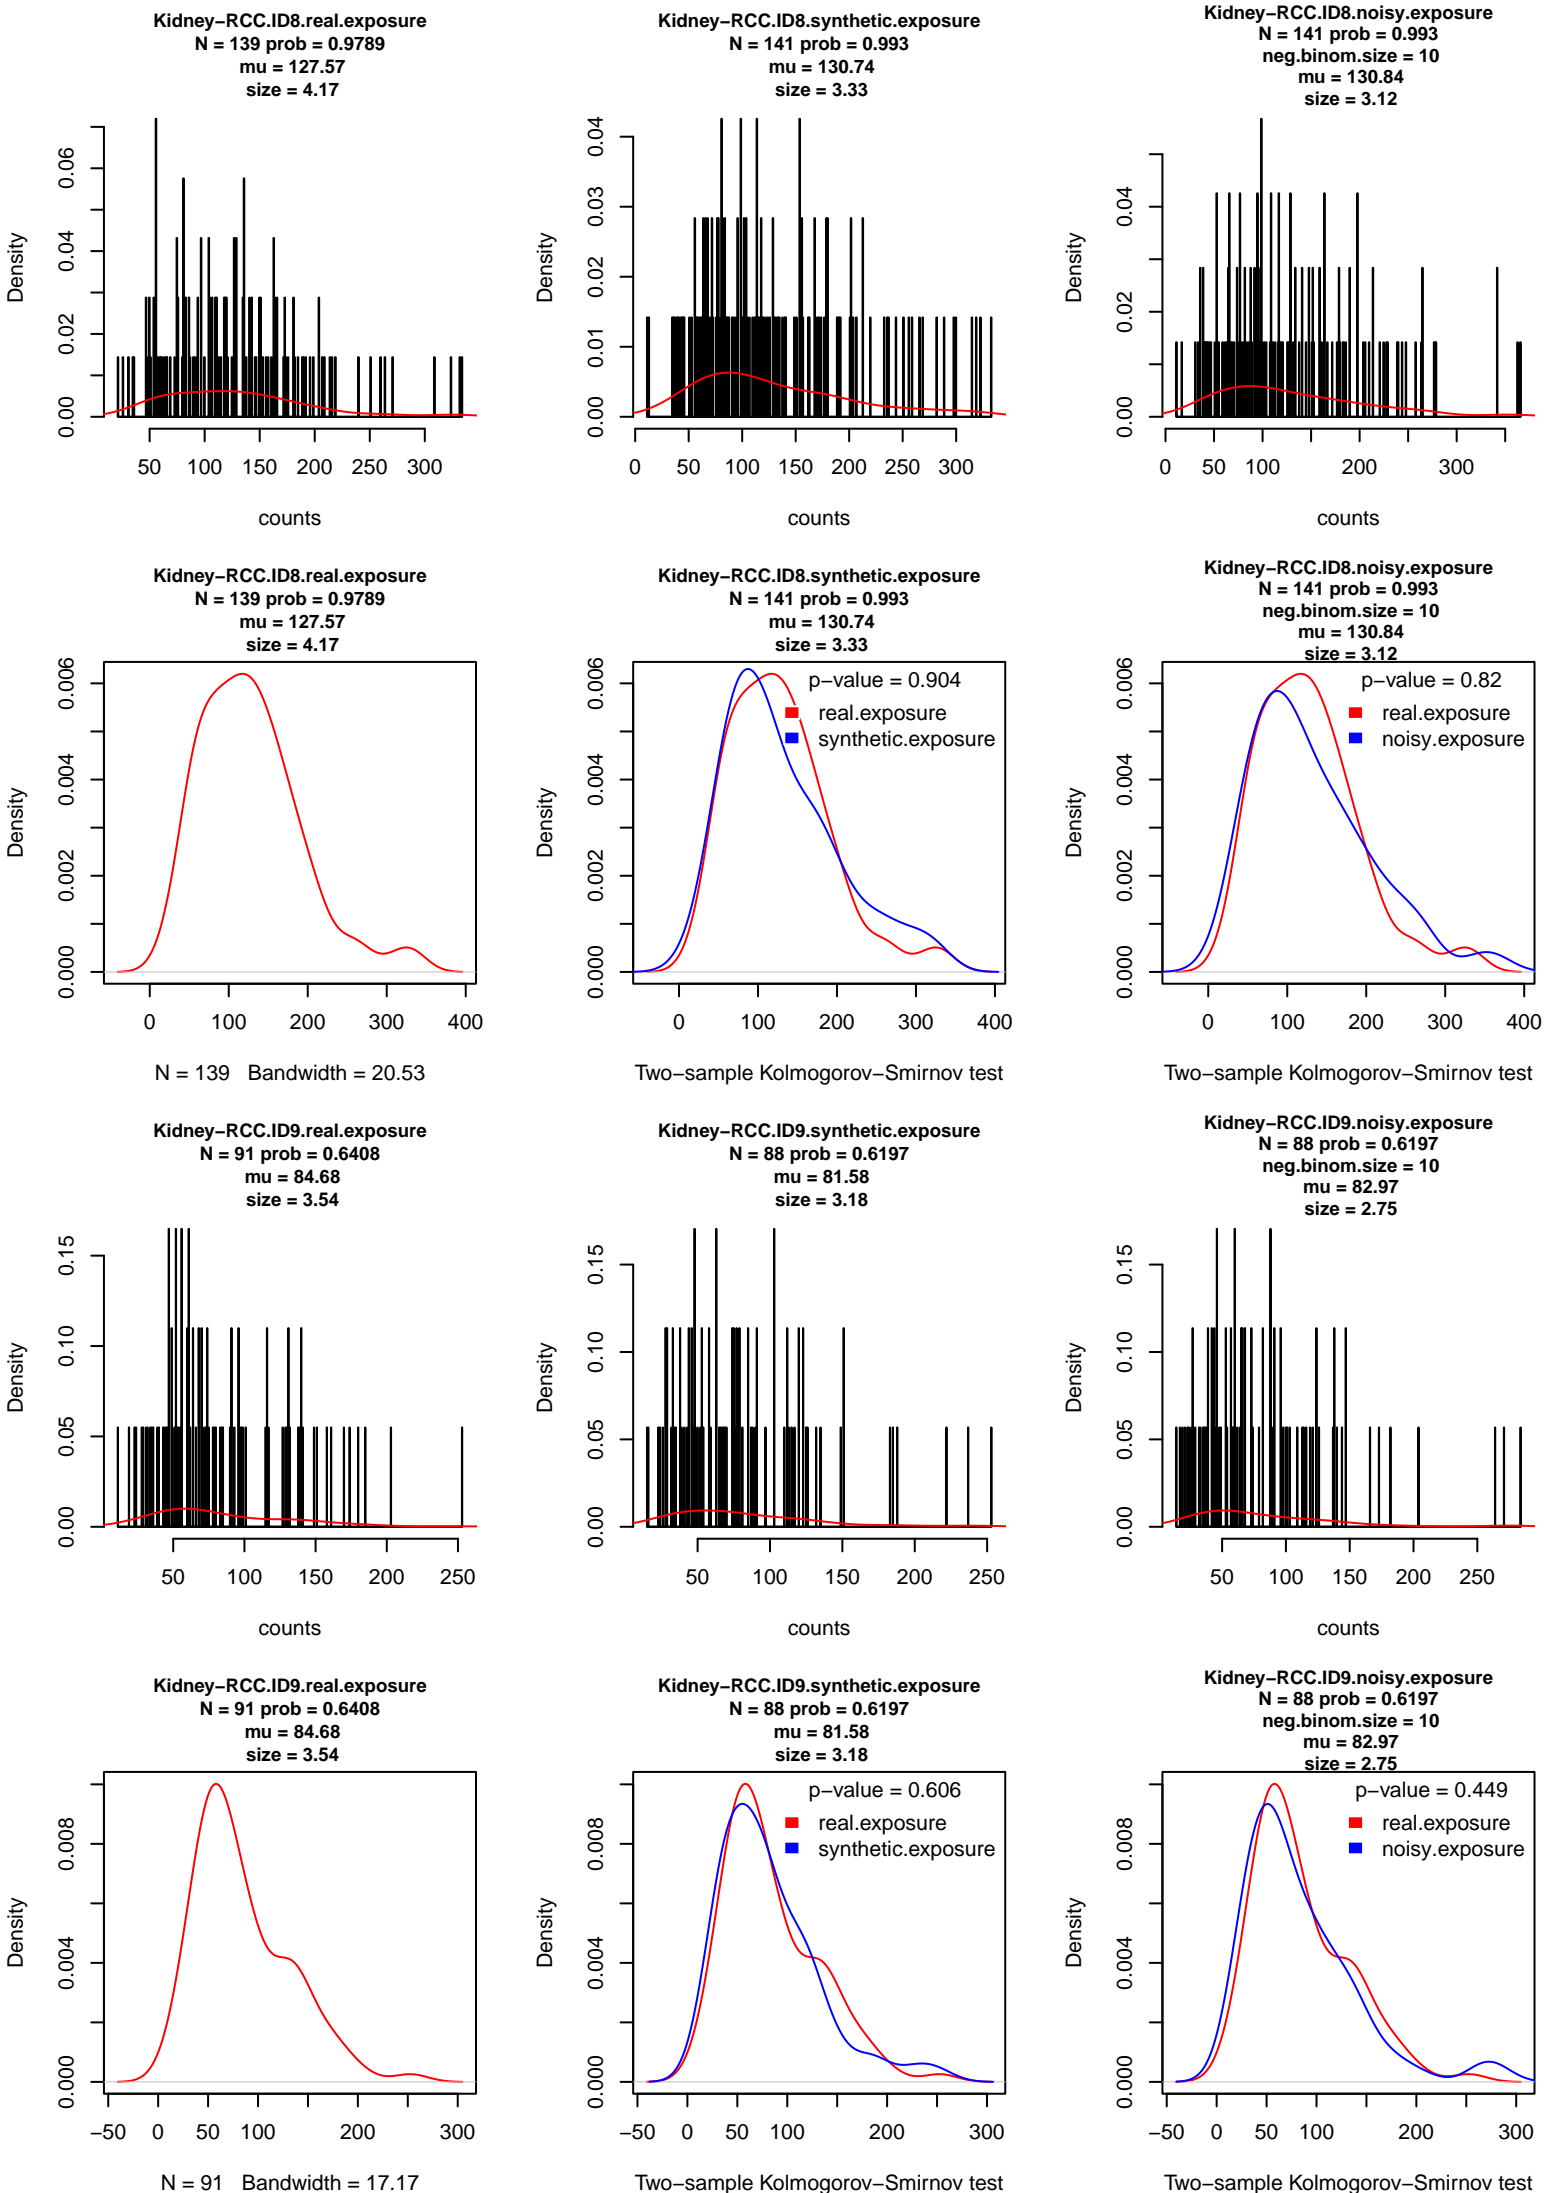 Kidney−RCC.ID8.real.exposure
N = 139 prob = 0.9789
mu = 127.57
size = 4.17
Density
0.00 0.02 0.04 0.06
50 100 150 200 250 300
counts
Kidney−RCC.ID8.synthetic.exposure
N = 141 prob = 0.993
mu = 130.74
size = 3.33
Density
0.00 0.01 0.02 0.03 0.04
0 50 100 150 200 250 300
counts
Kidney−RCC.ID8.noisy.exposure
N = 141 prob = 0.993
neg.binom.size = 10
mu = 130.84
size = 3.12
Density
0.00 0.02 0.04
0 50 100 200 300
counts
Kidney−RCC.ID8.real.exposure
N = 139 prob = 0.9789
mu = 127.57
size = 4.17
Density
0.000 0.002 0.004 0.006
0 100 200 300 400
N = 139 Bandwidth = 20.53
Kidney−RCC.ID8.synthetic.exposure
N = 141 prob = 0.993
mu = 130.74
size = 3.33
p−value = 0.904
real.exposure
synthetic.exposure
Density
0.000 0.002 0.004 0.006
0 100 200 300 400
Two−sample Kolmogorov−Smirnov test
Kidney−RCC.ID8.noisy.exposure
N = 141 prob = 0.993
neg.binom.size = 10
mu = 130.84
size = 3.12
p−value = 0.82
real.exposure
noisy.exposure
Density
0.000 0.002 0.004 0.006
0 100 200 300 400
Two−sample Kolmogorov−Smirnov test
Kidney−RCC.ID9.real.exposure
N = 91 prob = 0.6408
mu = 84.68
size = 3.54
Density
0.00 0.05 0.10 0.15
50 100 150 200 250
counts
Kidney−RCC.ID9.synthetic.exposure
N = 88 prob = 0.6197
mu = 81.58
size = 3.18
Density
0.00 0.05 0.10 0.15
50 100 150 200 250
counts
Kidney−RCC.ID9.noisy.exposure
N = 88 prob = 0.6197
neg.binom.size = 10
mu = 82.97
size = 2.75
Density
0.00 0.05 0.10 0.15
50 100 150 200 250
counts
Kidney−RCC.ID9.real.exposure
N = 91 prob = 0.6408
mu = 84.68
size = 3.54
Density
0.000 0.004 0.008
−50 0 50 100 200 300
N = 91 Bandwidth = 17.17
Kidney−RCC.ID9.synthetic.exposure
N = 88 prob = 0.6197
mu = 81.58
size = 3.18
p−value = 0.606
real.exposure
synthetic.exposure
Density
0.000 0.004 0.008
−50 0 50 100 200 300
Two−sample Kolmogorov−Smirnov test
Kidney−RCC.ID9.noisy.exposure
N = 88 prob = 0.6197
neg.binom.size = 10
mu = 82.97
size = 2.75
p−value = 0.449
real.exposure
noisy.exposure
Density
0.000 0.004 0.008
−50 0 50 100 200 300
Two−sample Kolmogorov−Smirnov test